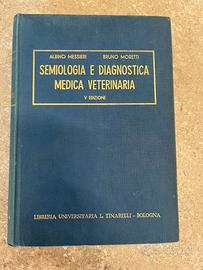 ALBINO MESSIERI BRUNO MORETTI
SEMIOLOGIA E DIAGNOSTICA
MEDICA VETERINARIA
V EDIZIONE
LIBRERIA UNIVERSITARIA L. TINARELLI - BOLOGNA